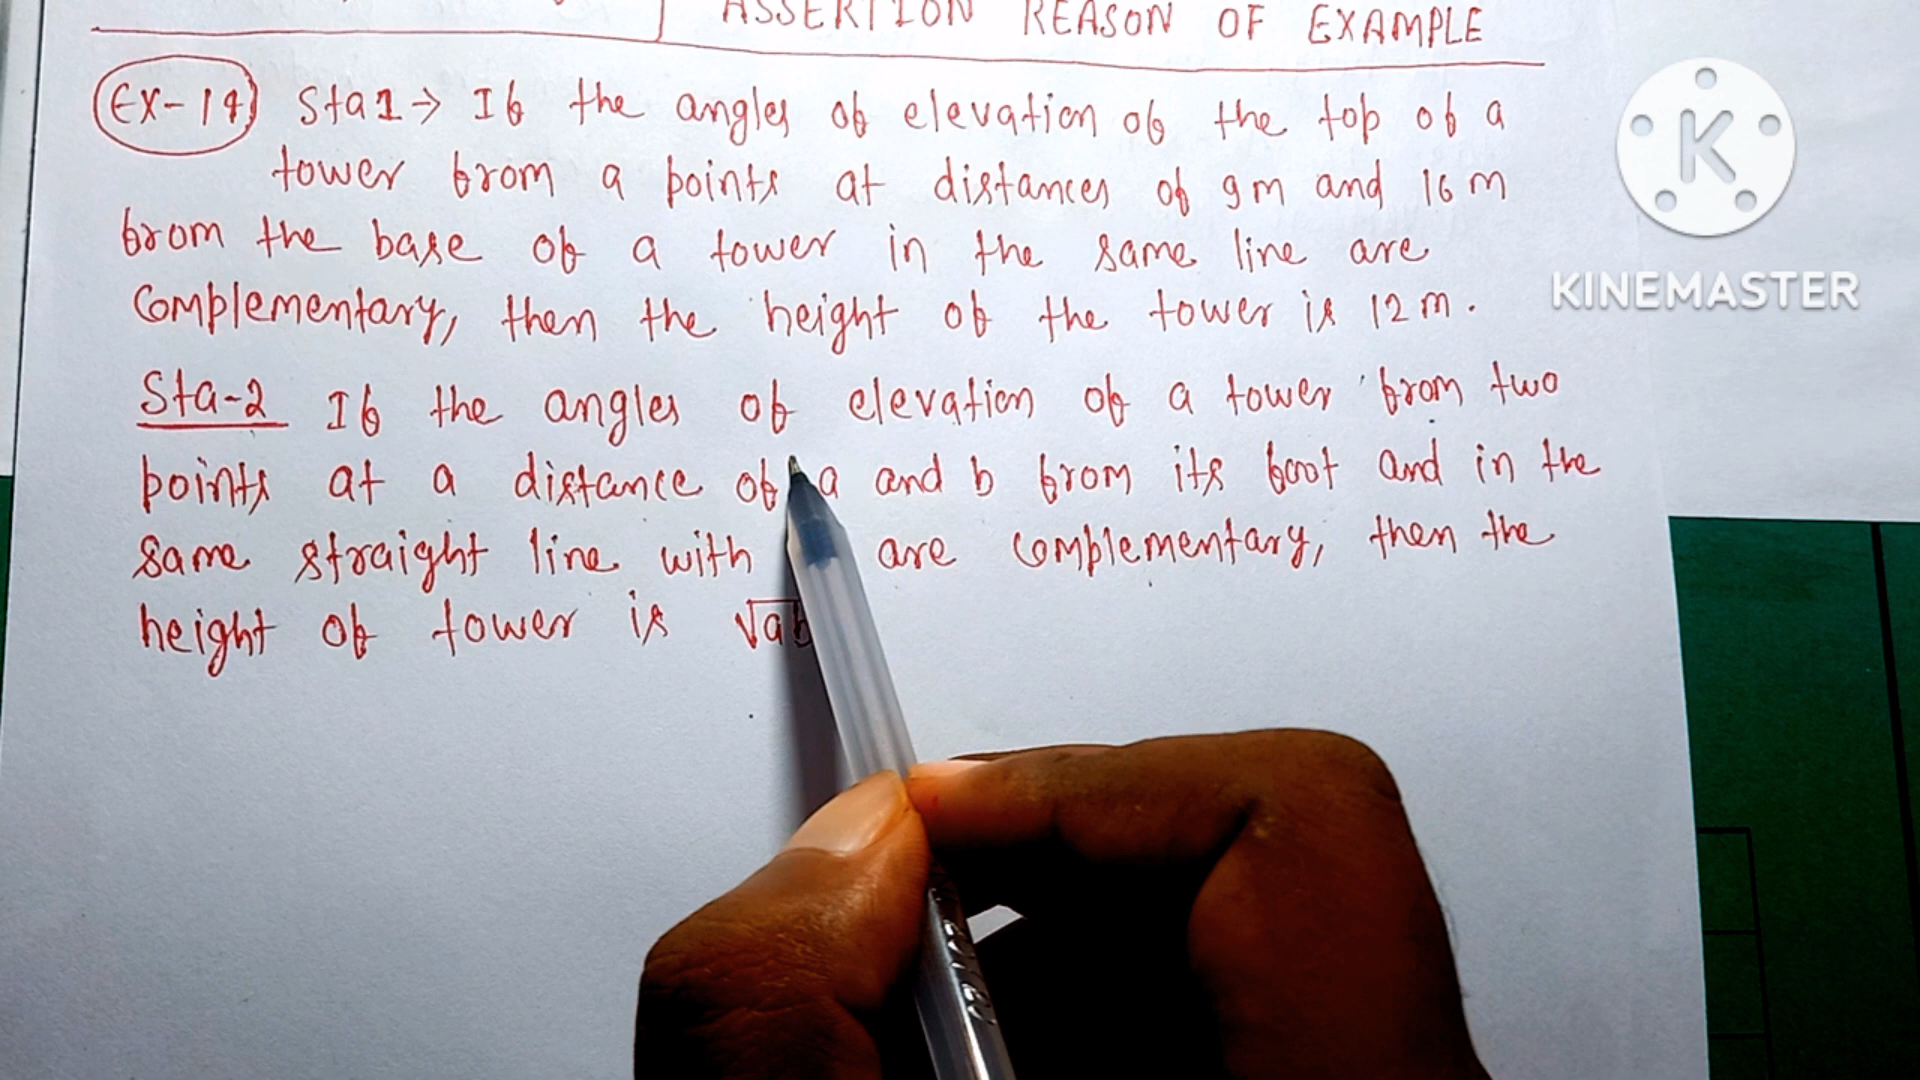 ASSERTION REASON OF EXAMPLE
Ex-14 Sta1→ If the angles of elevation of the top of a
tower from a points at distances of 9m and 16m
from the base of a tower in the same line are
Complementary, then the height of the tower is 12m.
Sta-2 If the angles of elevation of a tower from two
points at a distance of a and b from its foot and in the
same straight line with are complementary, then the
height of tower is √ab
K
KINEMASTER